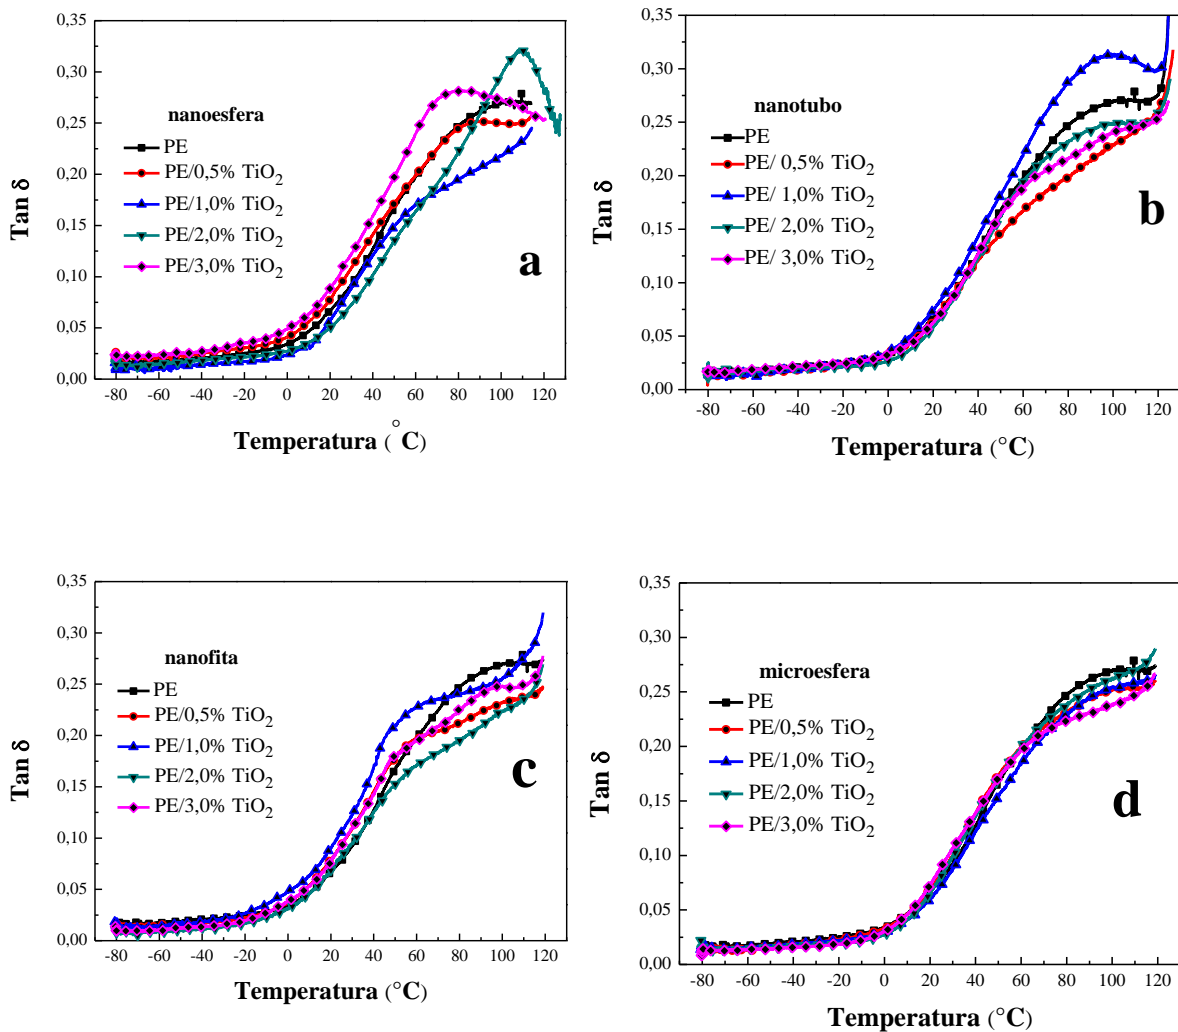 0,35
0,30
0,25
0,20
0,15
0,10
0,05
0,00
Tan δ
nanoesfera
PE
PE/0,5% TiO2
PE/1,0% TiO2
PE/2,0% TiO2
PE/3,0% TiO2
a
-80 -60 -40 -20 0 20 40 60 80 100 120
Temperatura (°C)
0,35
0,30
0,25
0,20
0,15
0,10
0,05
0,00
Tan δ
nanotubo
PE
PE/ 0,5% TiO2
PE/ 1,0% TiO2
PE/ 2,0% TiO2
PE/ 3,0% TiO2
b
-80 -60 -40 -20 0 20 40 60 80 100 120
Temperatura (°C)
0,35
0,30
0,25
0,20
0,15
0,10
0,05
0,00
Tan δ
nanofita
PE
PE/0,5% TiO2
PE/1,0% TiO2
PE/2,0% TiO2
PE/3,0% TiO2
c
-80 -60 -40 -20 0 20 40 60 80 100 120
Temperatura (°C)
0,35
0,30
0,25
0,20
0,15
0,10
0,05
0,00
Tan δ
microesfera
PE
PE/0,5% TiO2
PE/1,0% TiO2
PE/2,0% TiO2
PE/3,0% TiO2
d
-80 -60 -40 -20 0 20 40 60 80 100 120
Temperatura (°C)